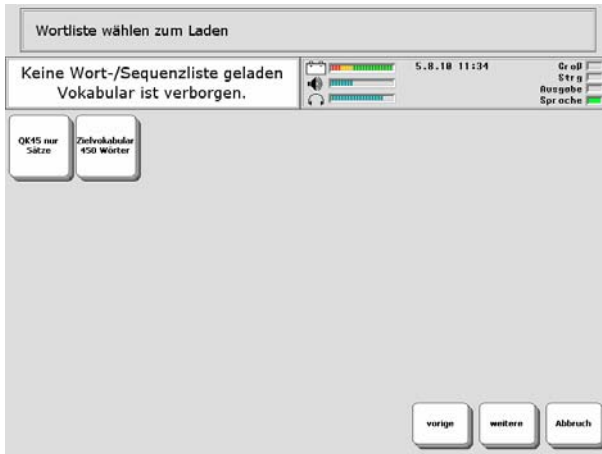 Wortliste wählen zum Laden
Keine Wort-/Sequenzliste geladen
Vokabular ist verborgen.
5.8.10 11:34
Groß
Strg
Ausgabe
Sprache
QK45 nur
Sätze
Zielvokabular
450 Wörter
vorige
weitere
Abbruch